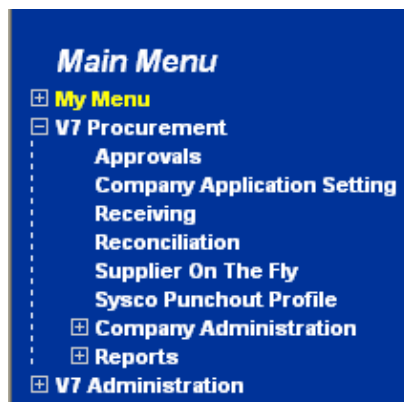 Main Menu
My Menu
V7 Procurement
Approvals
Company Application Setting
Receiving
Reconciliation
Supplier On The Fly
Sysco Punchout Profile
Company Administration
Reports
V7 Administration